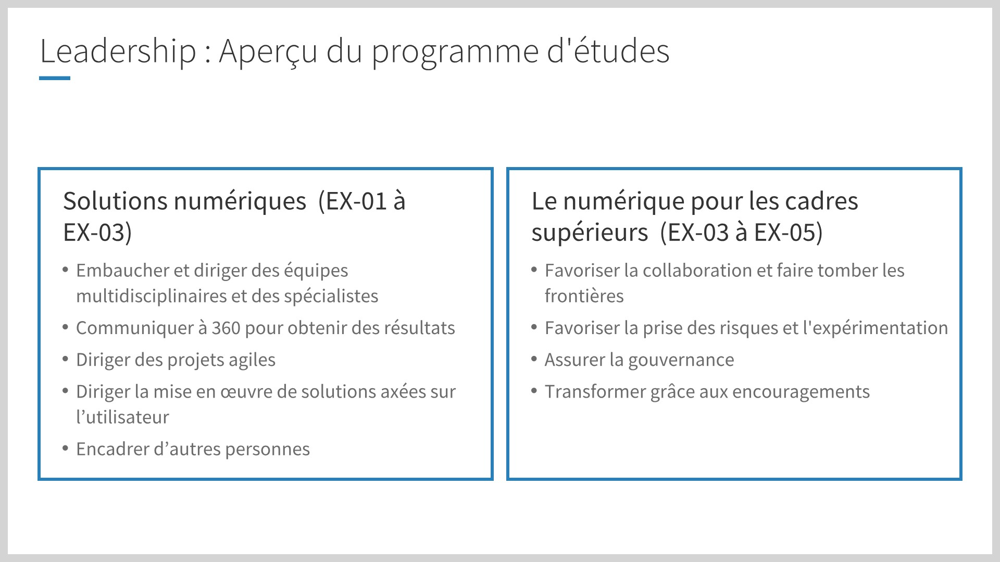 Leadership : Aperçu du programme d'études
Solutions numériques  (EX-01 à
EX-03)
• Embaucher et diriger des équipes
multidisciplinaires et des spécialistes
• Communiquer à 360 pour obtenir des résultats
• Diriger des projets agiles
• Diriger la mise en œuvre de solutions axées sur
l’utilisateur
• Encadrer d’autres personnes
Le numérique pour les cadres
supérieurs  (EX-03 à EX-05)
• Favoriser la collaboration et faire tomber les
frontières
• Favoriser la prise des risques et l'expérimentation
• Assurer la gouvernance
• Transformer grâce aux encouragements